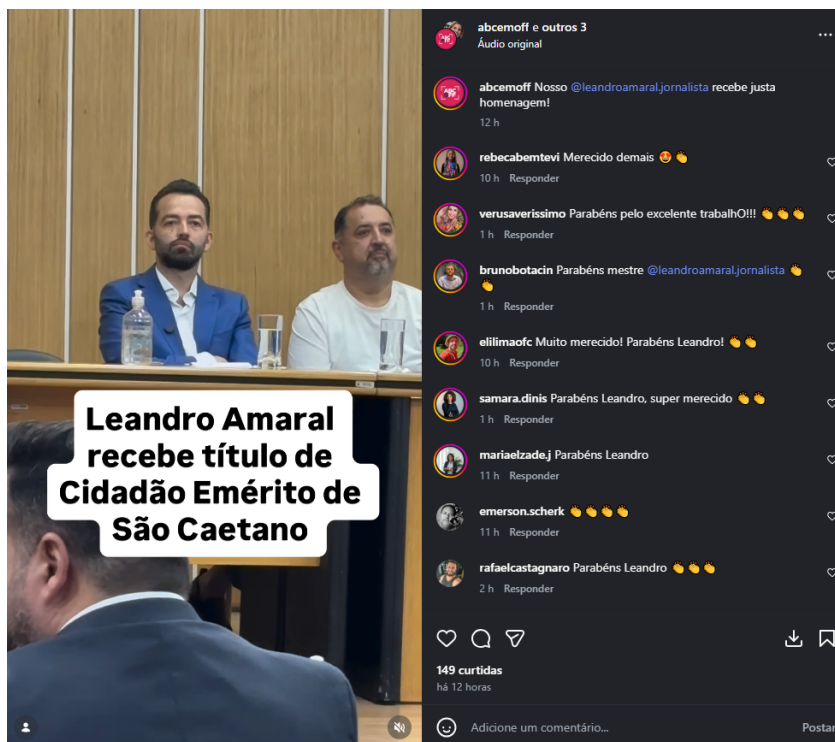 abcemoff e outros 3
Áudio original
abcemoff Nosso @leandroamaral.jornalista recebe justa
homenagem!
12 h
rebecabemtevi Merecido demais 😍👏
10 h Responder
verusaverissimo Parabéns pelo excelente trabalhO!!! 👏👏👏
1 h Responder
brunobotacin Parabéns mestre @leandroamaral.jornalista 👏
👏
1 h Responder
elilimaofc Muito merecido! Parabéns Leandro! 👏👏
10 h Responder
samara.dinis Parabéns Leandro, super merecido 👏👏
1 h Responder
mariaelzade.j Parabéns Leandro
11 h Responder
emerson.scherk 👏👏👏👏
11 h Responder
rafaelcastagnaro Parabéns Leandro 👏👏👏
2 h Responder
149 curtidas
há 12 horas
Adicione um comentário...
Postar
Leandro Amaral
recebe título de
Cidadão Emérito de
São Caetano